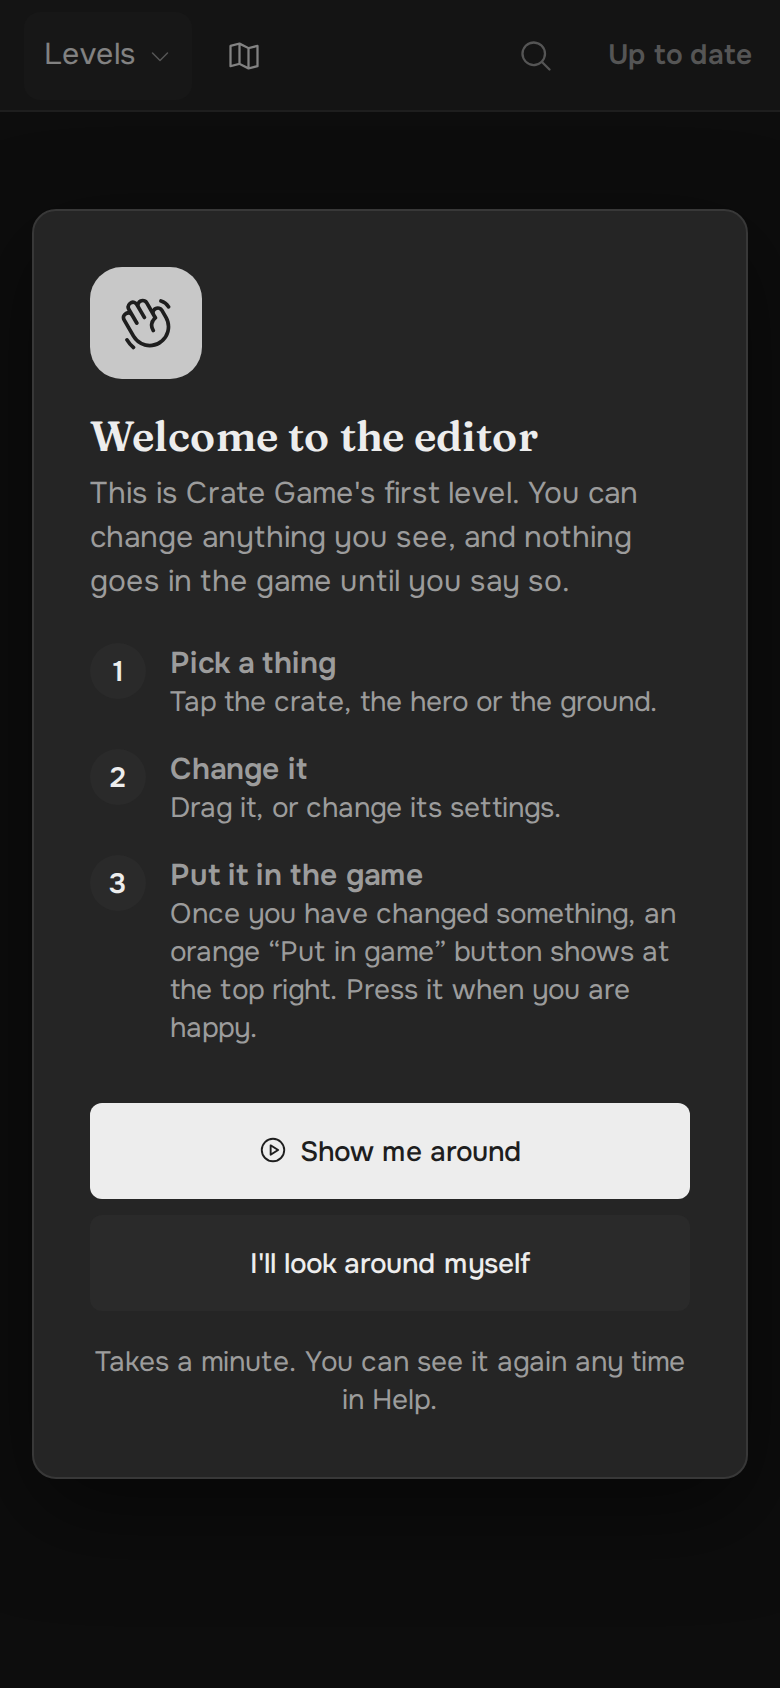 Levels
Up to date
Welcome to the editor
This is Crate Game's first level. You can
change anything you see, and nothing
goes in the game until you say so.
1
Pick a thing
Tap the crate, the hero or the ground.
2
Change it
Drag it, or change its settings.
3
Put it in the game
Once you have changed something, an
orange “Put in game” button shows at
the top right. Press it when you are
happy.
Show me around
I'll look around myself
Takes a minute. You can see it again any time
in Help.